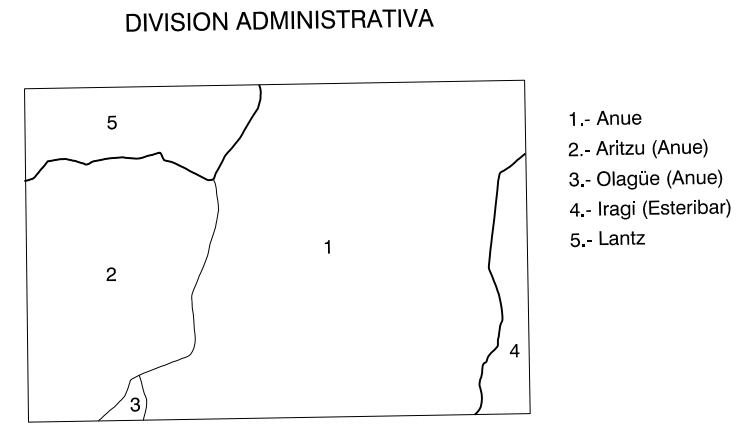 DIVISION ADMINISTRATIVA
5
1.- Anue
2.- Aritzu (Anue)
3.- Olagüe (Anue)
4.- Iragi (Esteribar)
5.- Lantz
1
2
4
3